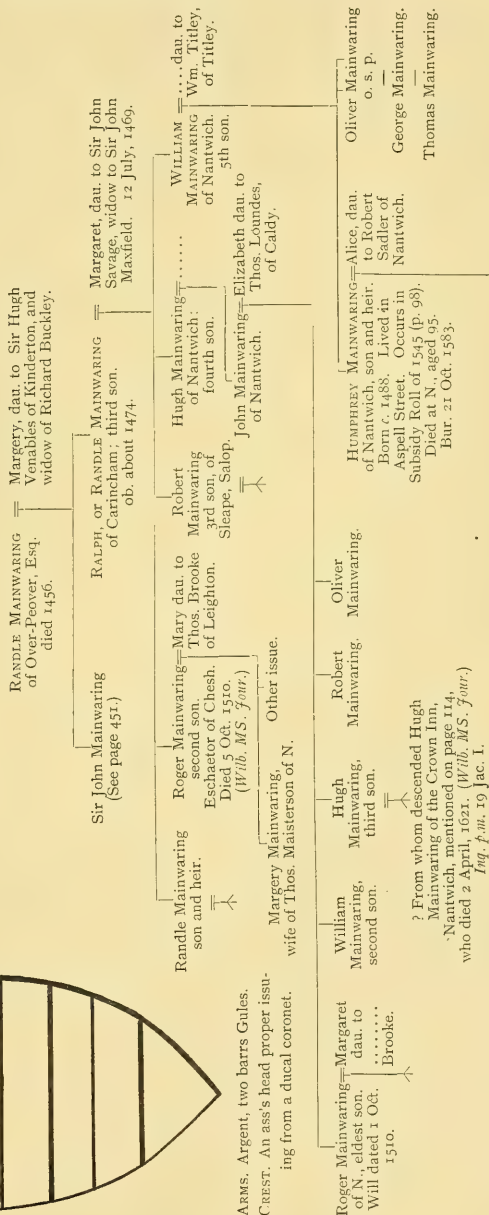 RANDLE MAINWARING
of Over-Peover, Esq.
died 1456.
Margery, dau. to Sir Hugh
Venables of Kinderton, and
widow of Richard Buckley.
Sir John Mainwaring
(See page 451.)
RALPH, or RANDLE MAINWARING
of Carincham; third son.
ob. about 1474.
Margaret, dau. to Sir John
Savage, widow to Sir John
Maxfield. 12 July, 1469.
Randle Mainwaring
son and heir.
Roger Mainwaring
second son.
Escheator of Chesh.
Died 5 Oct. 1510.
(Wilb. MS. Jour.)
Mary dau. to
Thos. Brooke
of Leighton.
Robert
Mainwaring
3rd son, of
Sleape, Salop.
Hugh Mainwaring
of Nantwich:
fourth son.
.......
WILLIAM
MAINWARING
of Nantwich.
5th son.
....dau. to
Wm. Titley,
of Titley.
Margery Mainwaring,
wife of Thos. Maisterson of N.
Other issue.
John Mainwaring
of Nantwich.
Elizabeth dau. to
Thos. Loundes,
of Caldy.
ARMS. Argent, two barrs Gules.
CREST. An ass's head proper issu-
ing from a ducal coronet.
Roger Mainwaring
of N., eldest son.
Will dated 1 Oct.
1510.
Margaret
dau. to
........
Brooke.
William
Mainwaring,
second son.
Hugh
Mainwaring,
third son.
Robert
Mainwaring.
Oliver
Mainwaring.
HUMPHREY MAINWARING
of Nantwich, son and heir.
Born c. 1488. Lived in
Aspell Street. Occurs in
Subsidy Roll of 1545 (p. 98).
Died at N., aged 95.
Bur. 21 Oct. 1583.
Alice, dau.
to Robert
Sadler of
Nantwich.
Oliver Mainwaring
o. s. p.
—
George Mainwaring.
—
Thomas Mainwaring.
? From whom descended Hugh
Mainwaring of the Crown Inn,
Nantwich, mentioned on page 114,
who died 2 April, 1621. (Wilb. MS. Jour.)
Inq. p.m. 19 Jac. I.